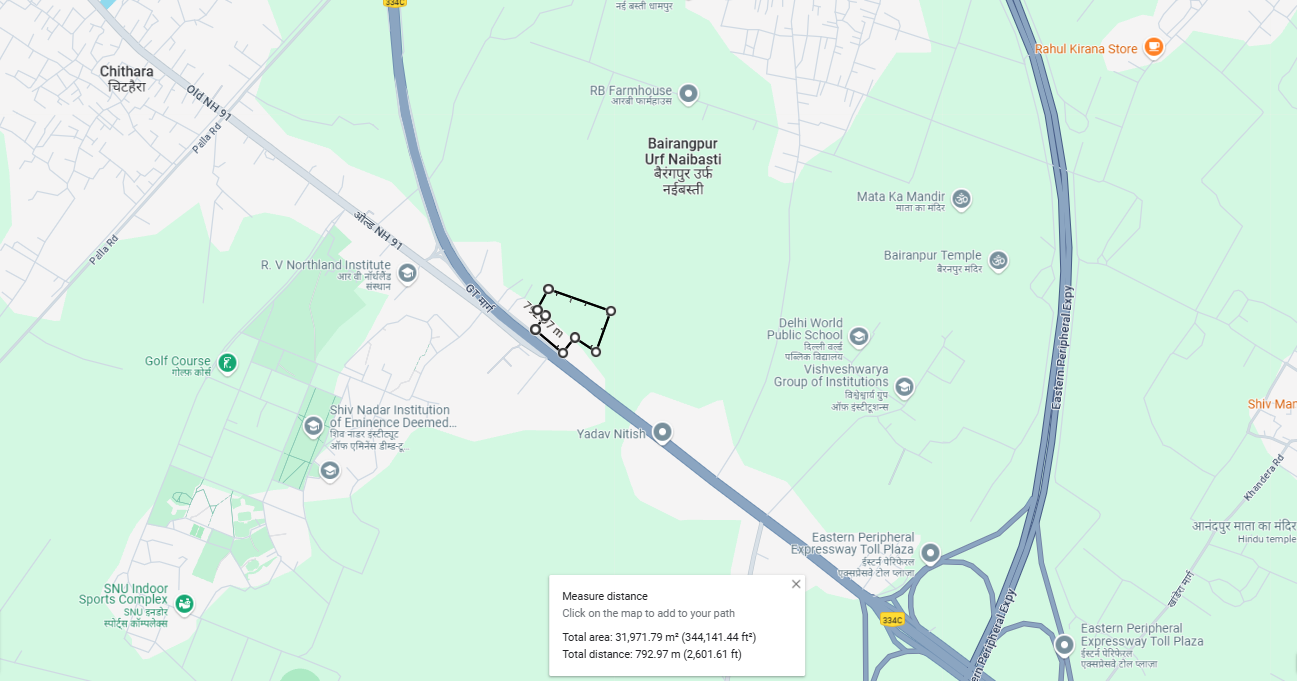 334C
नई बस्ती धामपुर
Rahul Kirana Store
Chithara
चिटहैरा
Old NH 91
Palla Rd
RB Farmhouse
आरबी फार्महाउस
Bairangpur
Urf Naibasti
बैरंगपुर उर्फ
नईबस्ती
Mata Ka Mandir
माता का मंदिर
Palla Rd
ओल्ड NH 91
R. V Northland Institute
आर वी नॉर्थलैंड
संस्थान
Bairanpur Temple
बैरनपुर मंदिर
GT मार्ग
Eastern Peripheral Expy
Delhi World
Public School
दिल्ली वर्ल्ड
पब्लिक विद्यालय
Golf Course
गोल्फ़ कोर्स
Vishveshwarya
Group of Institutions
विश्वेश्वार्य ग्रुप
ऑफ इंस्टीटूशन्स
Shiv Nadar Institution
of Eminence Deemed...
शिव नाडर इंस्टीट्यूट
ऑफ एमिनेंस डीम्ड-टू...
Yadav Nitish
Khandera Rd
आनंदपुर माता का मंदिर
Hindu temple
Eastern Peripheral
Expressway Toll Plaza
ईस्टर्न पेरिफेरल
एक्सप्रेसवे टोल प्लाज़ा
SNU Indoor
Sports Complex
SNU इनडोर
स्पोर्ट्स कॉम्प्लेक्स
खांडेरा मार्ग
334C
Eastern Peripheral
Expressway Toll Plaza
ईस्टर्न पेरिफेरल
एक्सप्रेसवे टोल प्लाज़ा
Measure distance
Click on the map to add to your path
Total area: 31,971.79 m² (344,141.44 ft²)
Total distance: 792.97 m (2,601.61 ft)